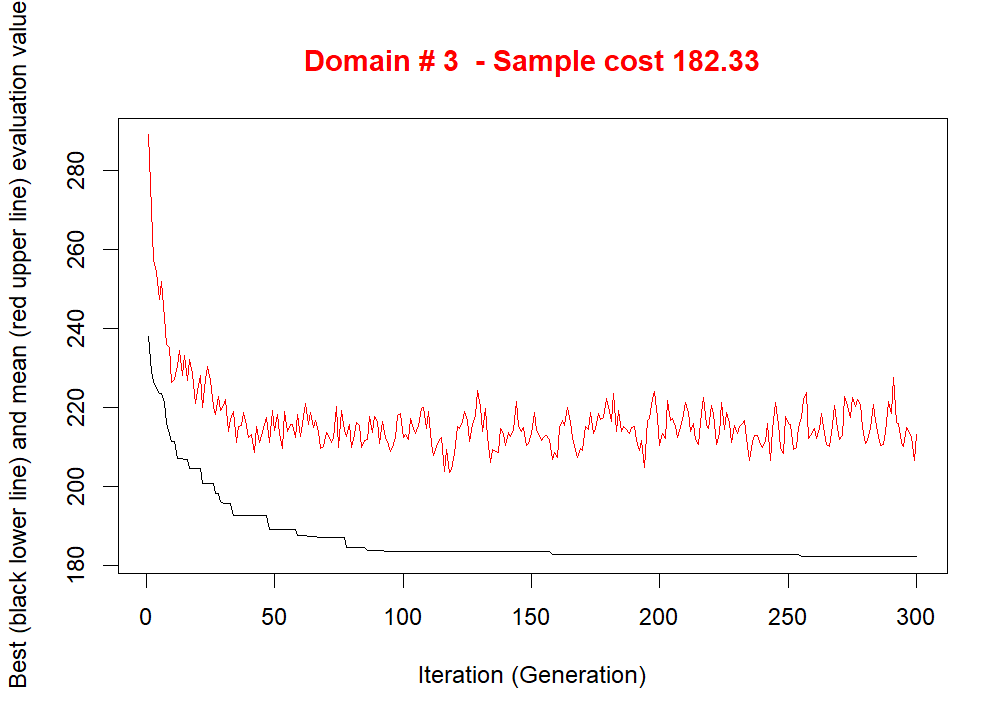 Domain # 3  - Sample cost 182.33
Best (black lower line) and mean (red upper line) evaluation value
280
260
240
220
200
180
0 50 100 150 200 250 300
Iteration (Generation)